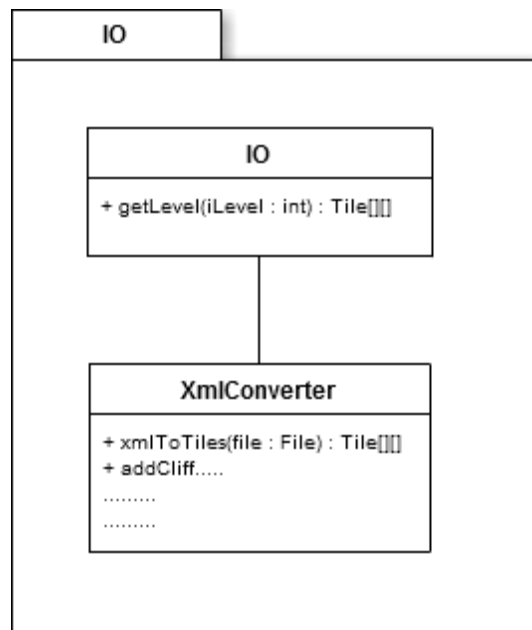 IO
IO
+ getLevel(iLevel : int) : Tile[][]
XmlConverter
+ xmlToTiles(file : File) : Tile[][]
+ addCliff.....
.........
.........